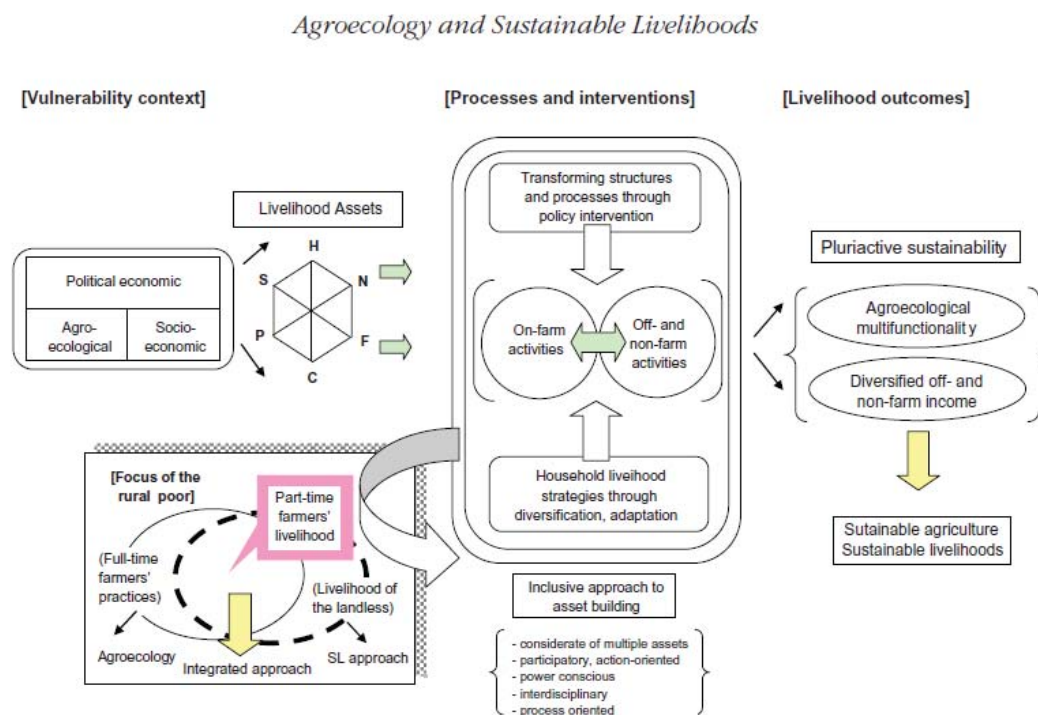 Agroecology and Sustainable Livelihoods
[Vulnerability context]
[Processes and interventions]
[Livelihood outcomes]
Livelihood Assets
Political economic
Agro-
ecological
Socio-
economic
H
S
N
P
F
C
Transforming structures
and processes through
policy intervention
On-farm
activities
Off- and
non-farm
activities
Household livelihood
strategies through
diversification, adaptation
Pluriactive sustainability
Agroecological
multifunctionality
Diversified off- and
non-farm income
Sutainable agriculture
Sustainable livelihoods
[Focus of the
rural poor]
Part-time
farmers'
livelihood
(Full-time
farmers'
practices)
(Livelihood of
the landless)
Agroecology
Integrated approach
SL approach
Inclusive approach to
asset building
- considerate of multiple assets
- participatory, action-oriented
- power conscious
- interdisciplinary
- process oriented